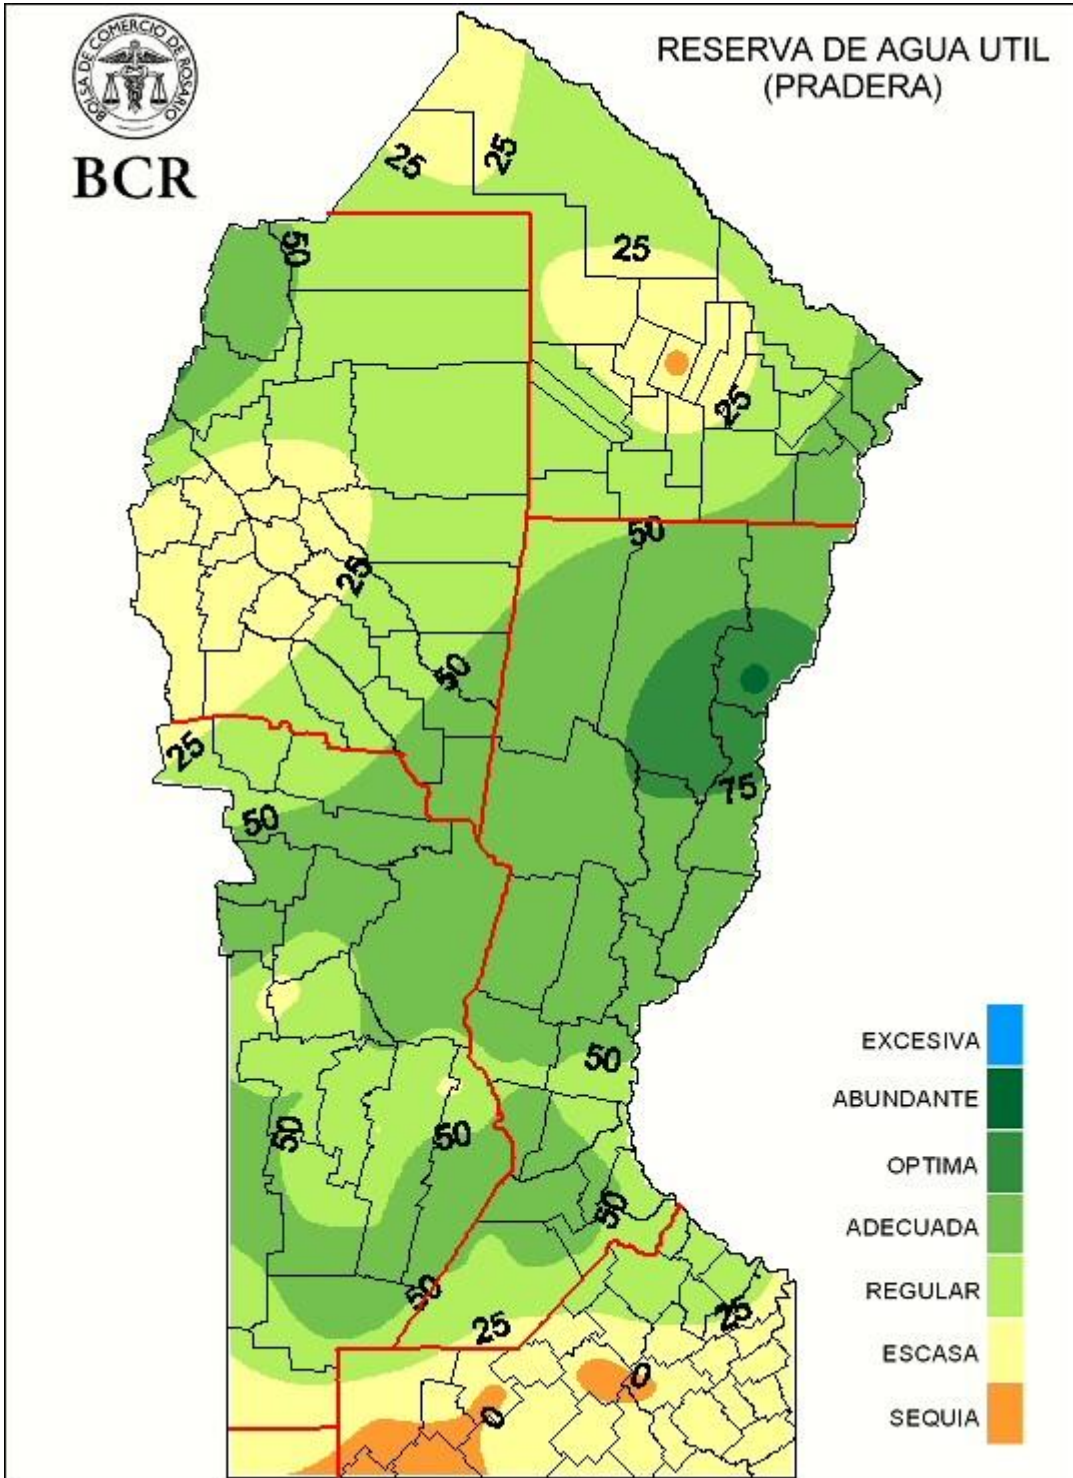 BOLSA DE COMERCIO DE ROSARIO
BCR
RESERVA DE AGUA UTIL
(PRADERA)
25
25
50
25
25
50
25
50
25
75
50
50
50
50
50
50
25
25
0
0
EXCESIVA
ABUNDANTE
OPTIMA
ADECUADA
REGULAR
ESCASA
SEQUIA